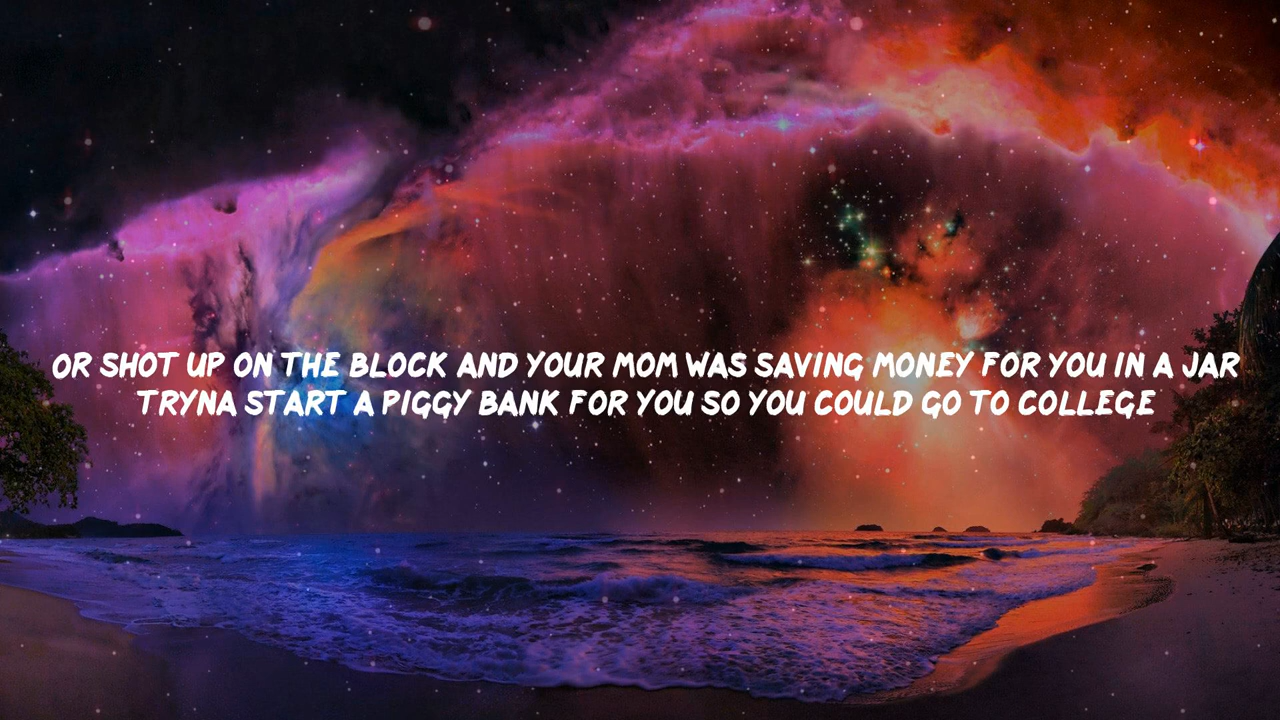 OR SHOT UP ON THE BLOCK AND YOUR MOM WAS SAVING MONEY FOR YOU IN A JAR
TRYNA START A PIGGY BANK FOR YOU SO YOU COULD GO TO COLLEGE